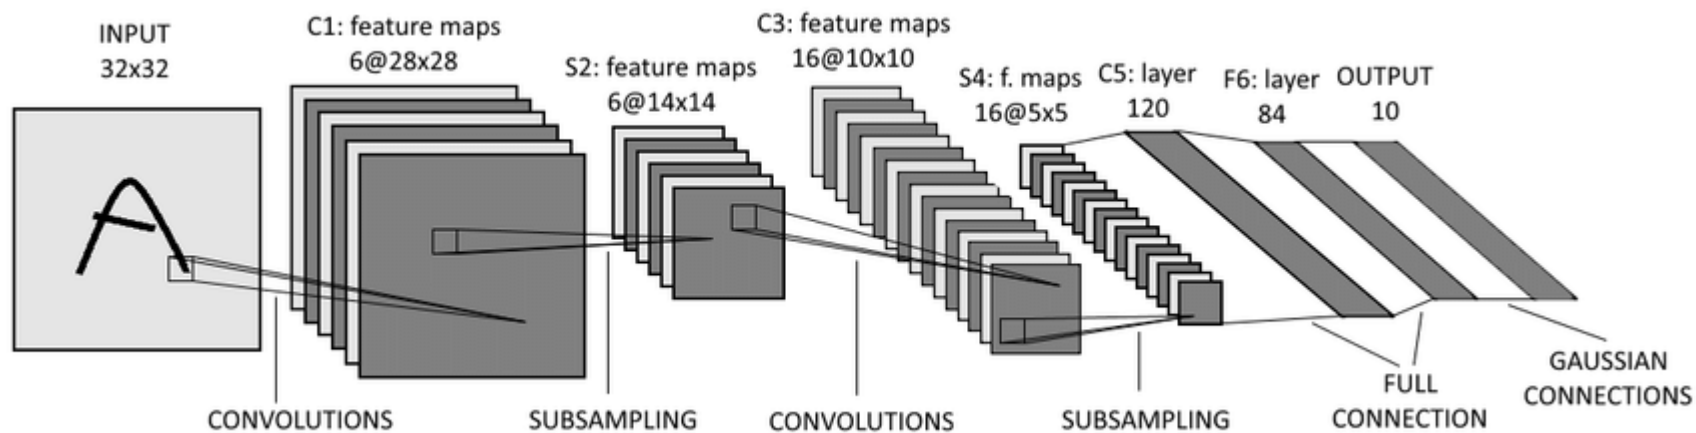 INPUT
32x32
C1: feature maps
6@28x28
S2: feature maps
6@14x14
C3: feature maps
16@10x10
S4: f. maps
16@5x5
C5: layer
120
F6: layer
84
OUTPUT
10
A
CONVOLUTIONS
SUBSAMPLING
CONVOLUTIONS
SUBSAMPLING
FULL
CONNECTION
GAUSSIAN
CONNECTIONS